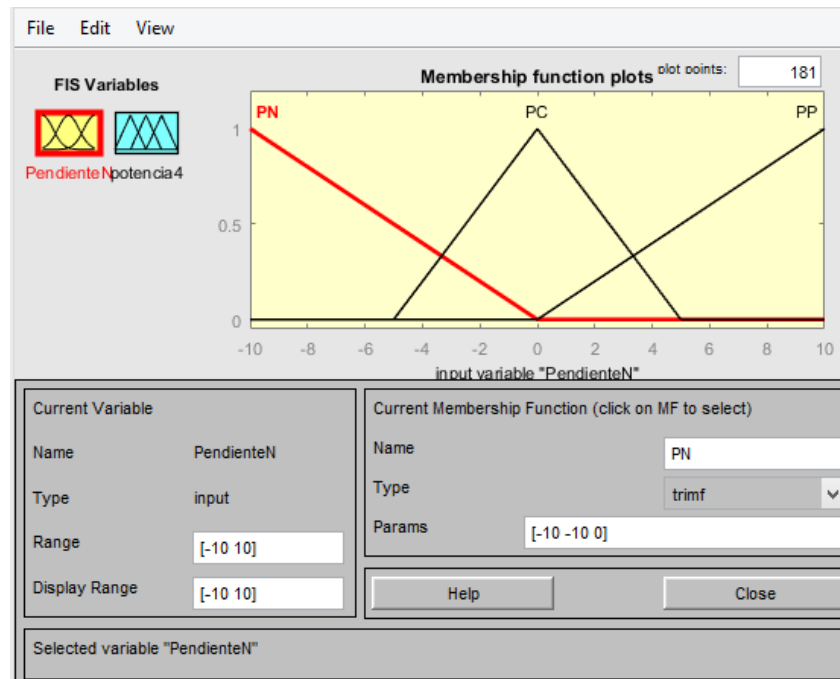 File Edit View
FIS Variables
PendienteN
potencia4
Membership function plots
plot points:
181
PN
PC
PP
1
0.5
0
-10 -8 -6 -4 -2 0 2 4 6 8 10
input variable "PendienteN"
Current Variable
Name PendienteN
Type input
Range [-10 10]
Display Range [-10 10]
Current Membership Function (click on MF to select)
Name PN
Type trimf
Params [-10 -10 0]
Help Close
Selected variable "PendienteN"